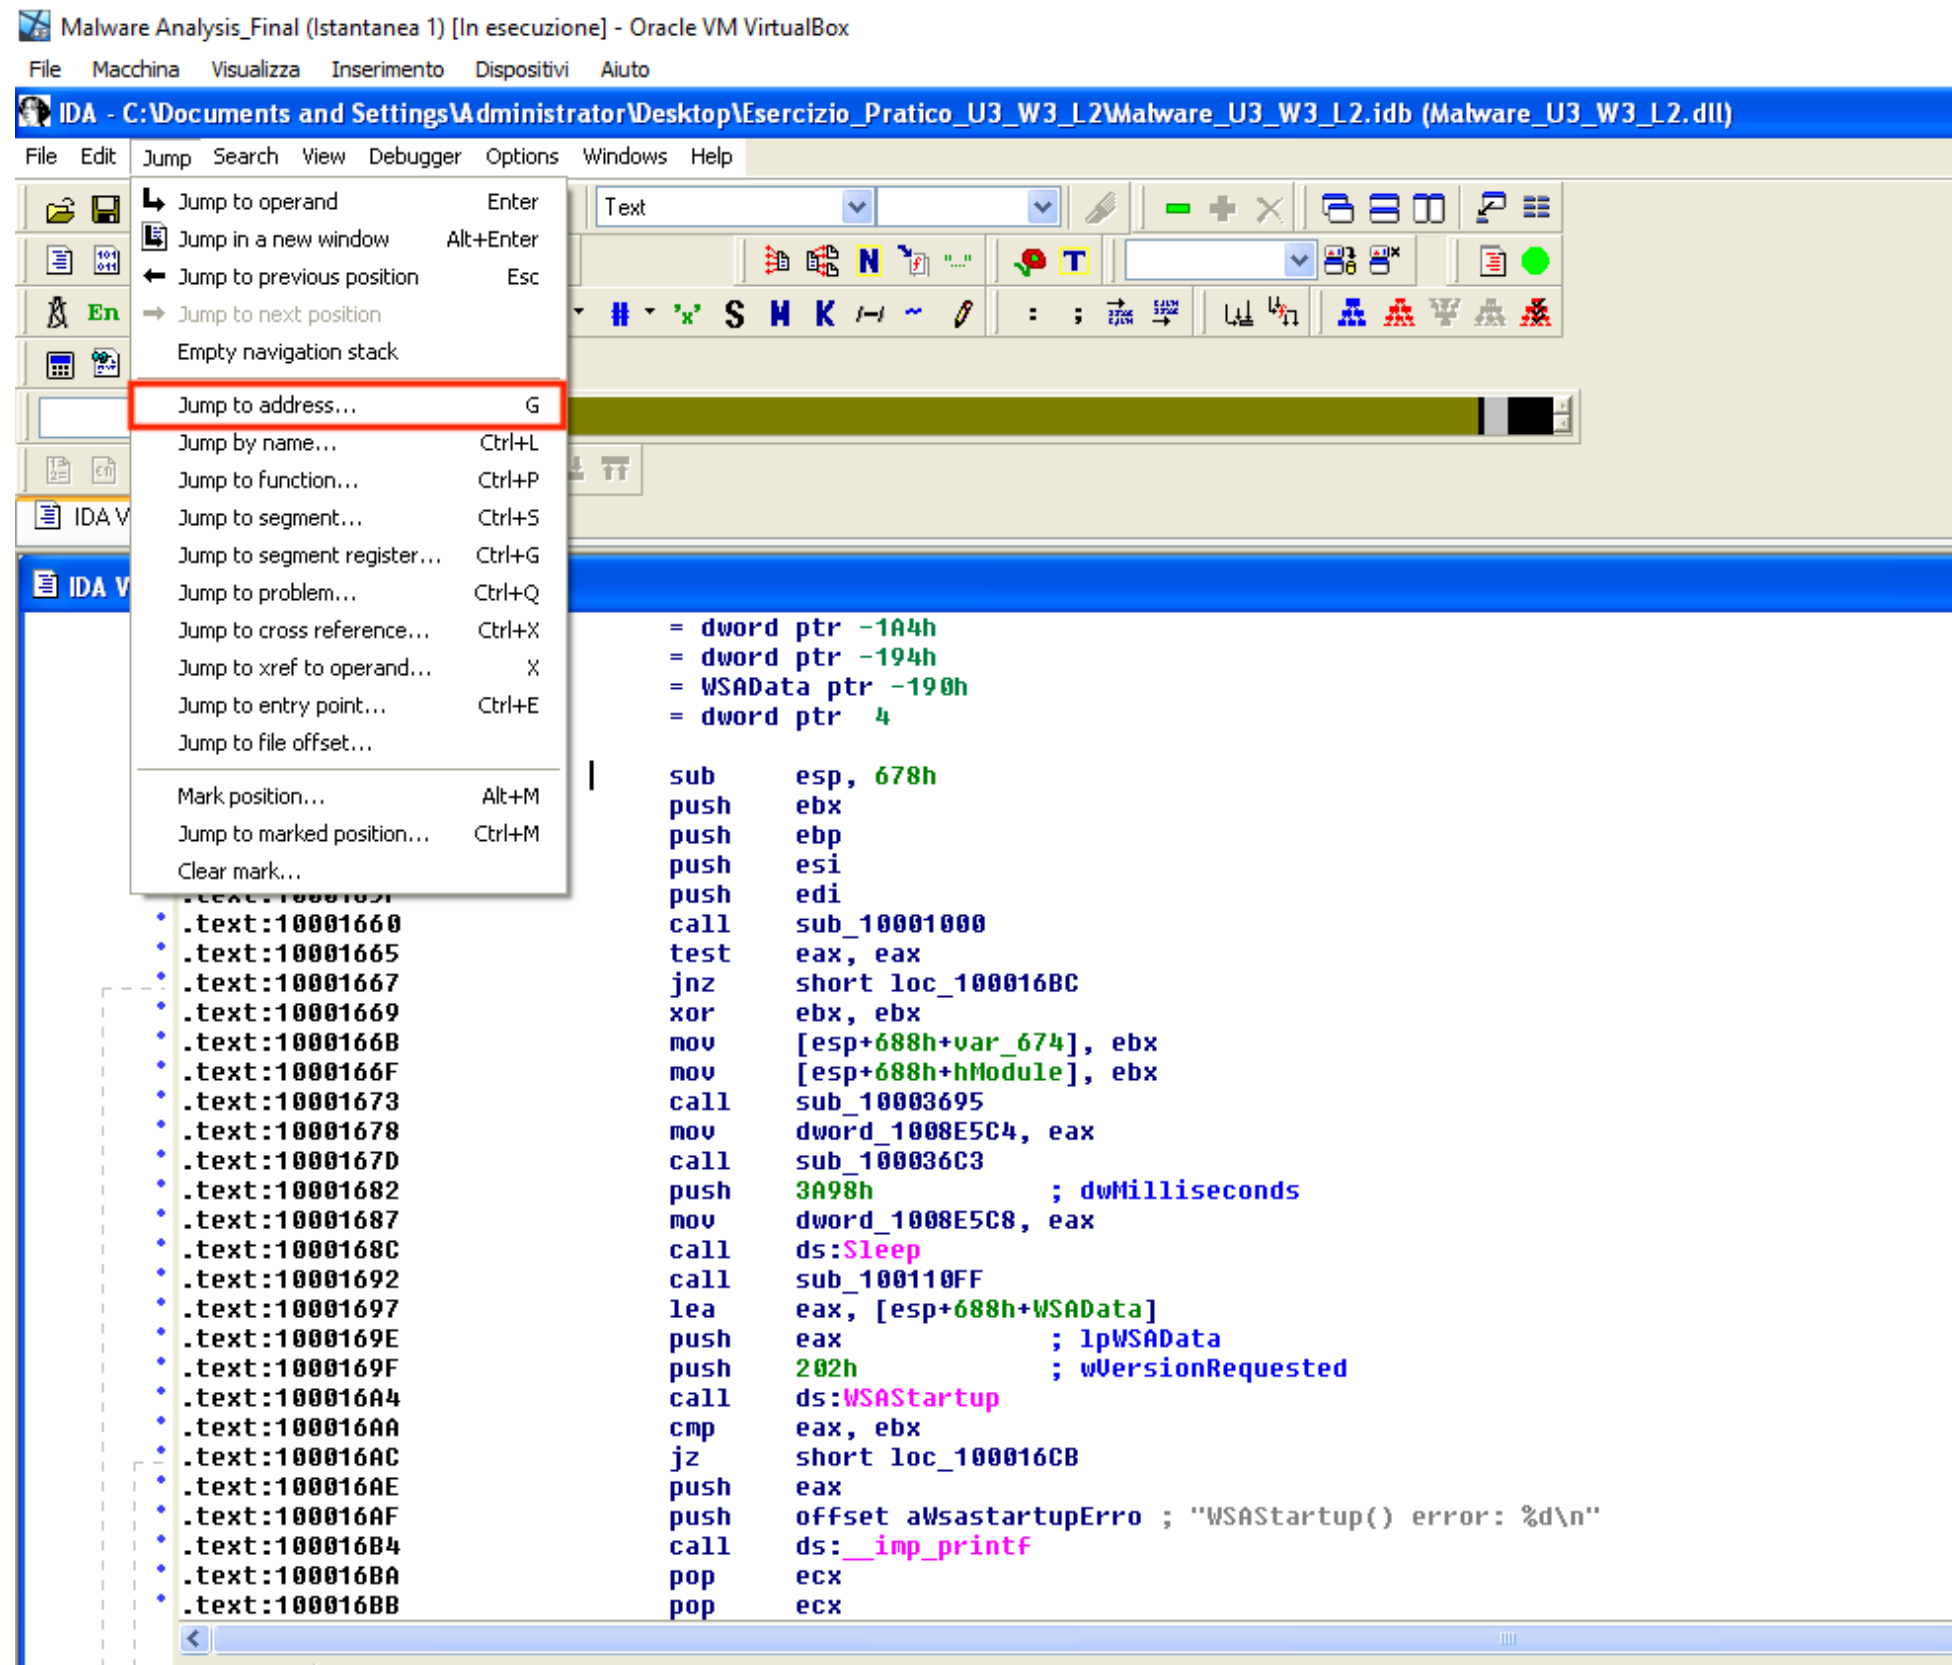 Malware Analysis_Final (Istantanea 1) [In esecuzione] - Oracle VM VirtualBox
File Macchina Visualizza Inserimento Dispositivi Aiuto
IDA - C:\Documents and Settings\Administrator\Desktop\Esercizio_Pratico_U3_W3_L2\Malware_U3_W3_L2.idb (Malware_U3_W3_L2.dll)
File Edit Jump Search View Debugger Options Windows Help
Jump to operand Enter
Text
Jump in a new window Alt+Enter
Jump to previous position Esc
En
Jump to next position
Empty navigation stack
Jump to address... G
Jump by name... Ctrl+L
Jump to function... Ctrl+P
Jump to segment... Ctrl+S
IDA V
Jump to segment register... Ctrl+G
Jump to problem... Ctrl+Q
IDA V
Jump to cross reference... Ctrl+X
Jump to xref to operand... X
Jump to entry point... Ctrl+E
Jump to file offset...
Mark position... Alt+M
Jump to marked position... Ctrl+M
Clear mark...
= dword ptr -1A4h
= dword ptr -194h
= WSAData ptr -190h
= dword ptr 4
sub esp, 678h
push ebx
push ebp
push esi
push edi
.text:10001660 call sub_10001000
.text:10001665 test eax, eax
.text:10001667 jnz short loc_100016BC
.text:10001669 xor ebx, ebx
.text:1000166B mov [esp+688h+var_674], ebx
.text:1000166F mov [esp+688h+hModule], ebx
.text:10001673 call sub_10003695
.text:10001678 mov dword_1008E5C4, eax
.text:1000167D call sub_100036C3
.text:10001682 push 3A98h ; dwMilliseconds
.text:10001687 mov dword_1008E5C8, eax
.text:1000168C call ds:Sleep
.text:10001692 call sub_100110FF
.text:10001697 lea eax, [esp+688h+WSAData]
.text:1000169E push eax ; lpWSAData
.text:1000169F push 202h ; wVersionRequested
.text:100016A4 call ds:WSAStartup
.text:100016AA cmp eax, ebx
.text:100016AC jz short loc_100016CB
.text:100016AE push eax
.text:100016AF push offset aWsastartupErro ; "WSAStartup() error: %d\n"
.text:100016B4 call ds:__imp_printf
.text:100016BA pop ecx
.text:100016BB pop ecx